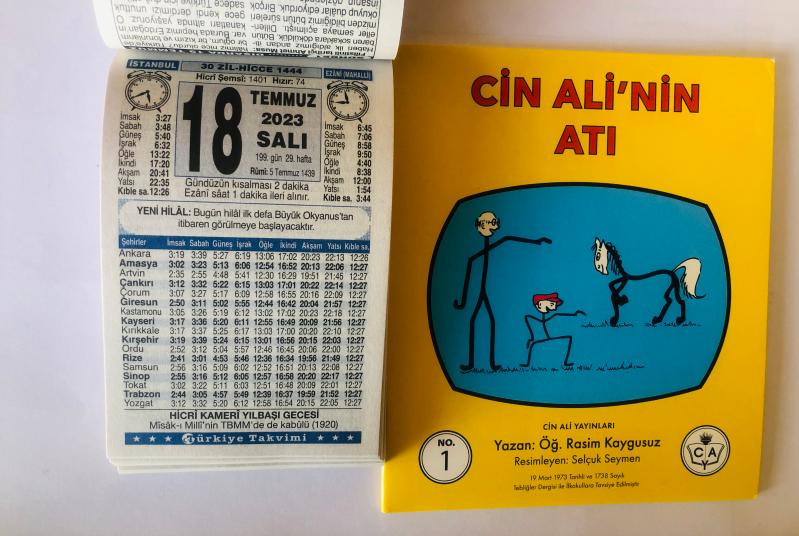 İSTANBUL
30 ZİL-HİCCE 1444
EZÂNÎ (MAHALLÎ)
Hicrî Şemsî: 1401 Hızır: 74
18
TEMMUZ
2023
SALI
199. gün 29. hafta
Rûmî: 5 Temmuz 1439
İmsak 3:27
Sabah 3:48
Güneş 5:40
İşrak 6:32
Öğle 13:22
İkindi 17:20
Akşam 20:41
Yatsı 22:35
Kıble sa. 12:26
İmsak 6:45
Sabah 7:06
Güneş 8:58
İşrak 9:50
Öğle 4:40
İkindi 8:38
Akşam 12:00
Yatsı 1:54
Kıble sa. 3:44
Gündüzün kısalması 2 dakika
Ezânî sâat 1 dakika ileri alınır.
YENİ HİLÂL: Bugün hilâl ilk defa Büyük Okyanus'tan
itibaren görülmeye başlayacaktır.
Şehirler İmsak Sabah Güneş İşrak Öğle İkindi Akşam Yatsı Kıble sa.
Ankara 3:19 3:39 5:27 6:19 13:06 17:02 20:23 22:13 12:26
Amasya 3:02 3:23 5:13 6:06 12:54 16:52 20:13 22:06 12:27
Artvin 2:35 2:55 4:48 5:41 12:30 16:29 19:51 21:45 12:27
Çankırı 3:12 3:32 5:22 6:15 13:03 17:01 20:22 22:14 12:27
Çorum 3:07 3:27 5:17 6:09 12:58 16:55 20:16 22:09 12:27
Giresun 2:50 3:11 5:02 5:55 12:44 16:42 20:04 21:57 12:27
Kastamonu 3:05 3:26 5:19 6:12 13:02 17:02 20:23 22:18 12:27
Kayseri 3:17 3:36 5:20 6:11 12:55 16:49 20:09 21:56 12:27
Kırıkkale 3:17 3:37 5:25 6:17 13:03 17:00 20:20 22:10 12:27
Kırşehir 3:19 3:39 5:24 6:15 13:01 16:56 20:15 22:03 12:27
Ordu 2:52 3:12 5:04 5:57 12:46 16:45 20:06 22:00 12:27
Rize 2:41 3:01 4:53 5:46 12:36 16:34 19:56 21:49 12:27
Samsun 2:56 3:16 5:09 6:02 12:52 16:51 20:13 22:08 12:27
Sinop 2:55 3:16 5:12 6:05 12:57 16:58 20:20 22:17 12:27
Tokat 3:02 3:22 5:11 6:03 12:51 16:48 20:09 22:01 12:27
Trabzon 2:44 3:05 4:57 5:49 12:39 16:37 19:59 21:52 12:27
Yozgat 3:12 3:32 5:20 6:12 12:58 16:54 20:15 22:05 12:27
HİCRÎ KAMERÎ YILBAŞI GECESİ
Mîsâk-ı Millî'nin TBMM'de de kabûlü (1920)
Türkiye Takvimi
CİN ALİ'NİN
ATI
CİN ALİ YAYINLARI
Yazan: Öğ. Rasim Kaygusuz
Resimleyen: Selçuk Seymen
19 Mart 1973 Tarihli ve 1738 Sayılı
Tebliğler Dergisi ile İlkokullara Tavsiye Edilmiştir
NO.
1
C A
Y